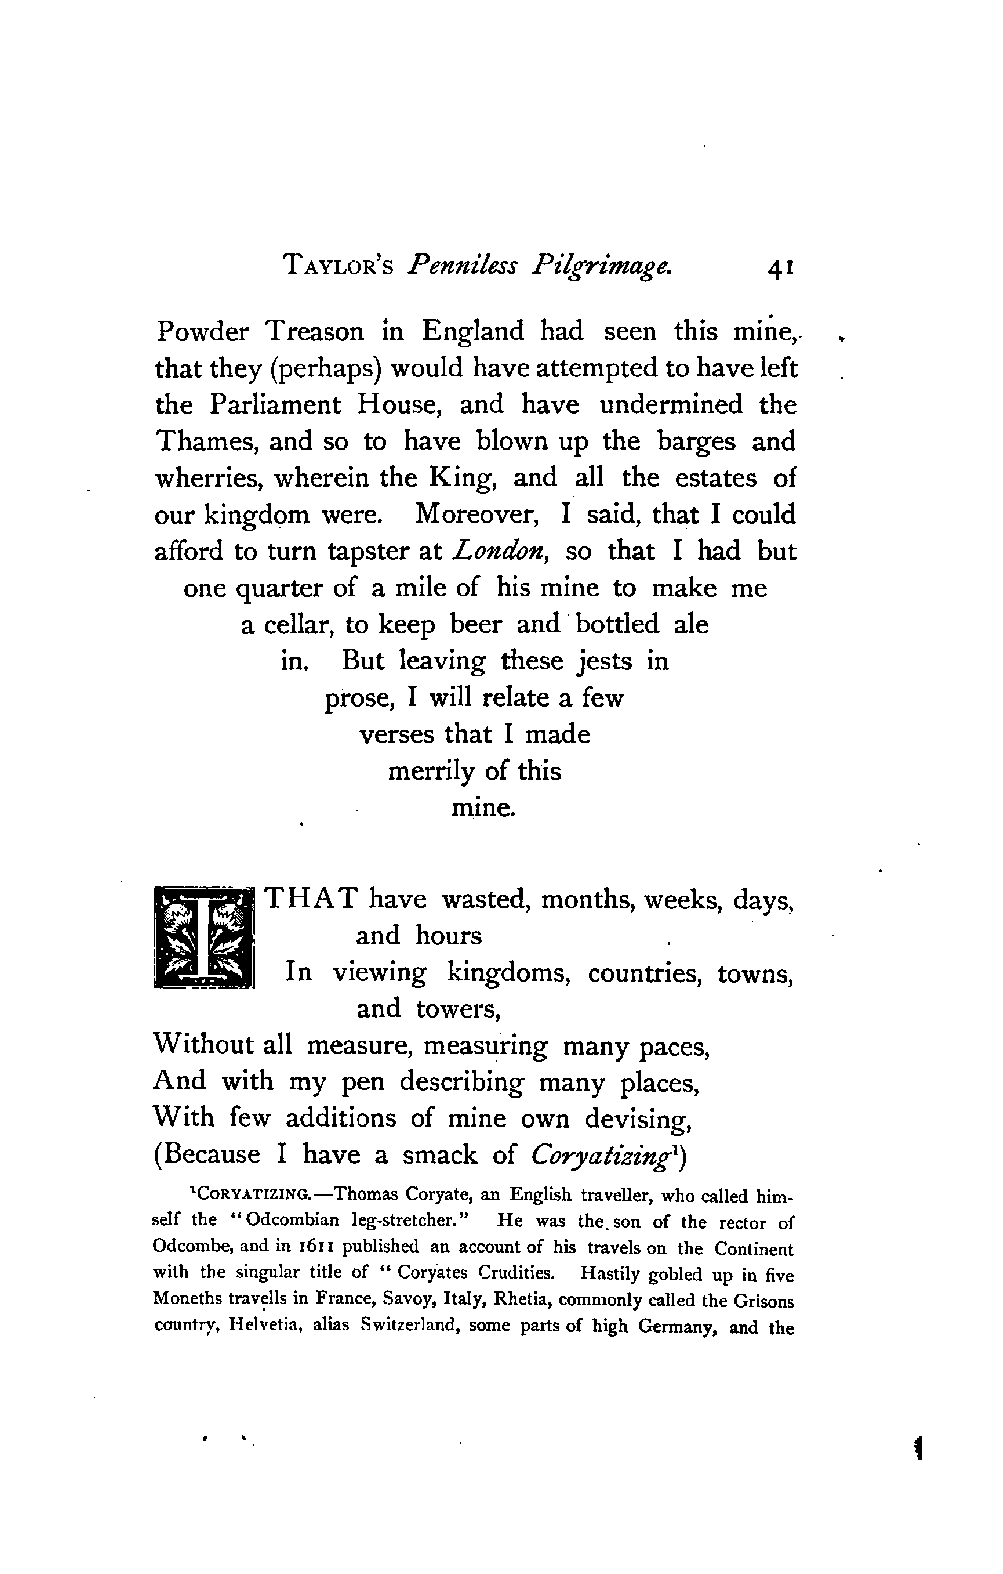 TAYLOR'S Penniless Pilgrimage. 41
Powder Treason in England had seen this mine,
that they (perhaps) would have attempted to have left
the Parliament House, and have undermined the
Thames, and so to have blown up the barges and
wherries, wherein the King, and all the estates of
our kingdom were. Moreover, I said, that I could
afford to turn tapster at London, so that I had but
one quarter of a mile of his mine to make me
a cellar, to keep beer and bottled ale
in. But leaving these jests in
prose, I will relate a few
verses that I made
merrily of this
mine.
I THAT have wasted, months, weeks, days,
and hours
In viewing kingdoms, countries, towns,
and towers,
Without all measure, measuring many paces,
And with my pen describing many places,
With few additions of mine own devising,
(Because I have a smack of Coryatizing¹)
¹CORYATIZING.—Thomas Coryate, an English traveller, who called him-
self the "Odcombian leg-stretcher." He was the son of the rector of
Odcombe, and in 1611 published an account of his travels on the Continent
with the singular title of "Coryates Crudities. Hastily gobled up in five
Moneths travells in France, Savoy, Italy, Rhetia, commonly called the Grisons
country, Helvetia, alias Switzerland, some parts of high Germany, and the